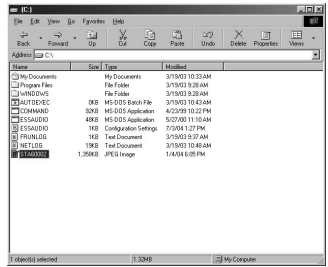 (C:)
File Edit View Go Favorites Help
Back Forward Up Cut Copy Paste Undo Delete Properties Views
Address C:\
Name Size Type Modified
My Documents My Documents 3/19/03 10:33 AM
Program Files File Folder 3/19/03 9:28 AM
WINDOWS File Folder 3/19/03 9:28 AM
AUTOEXEC 0KB MS-DOS Batch File 3/19/03 10:43 AM
COMMAND 92KB MS-DOS Application 4/23/99 10:22 PM
ESSAUDIO 48KB MS-DOS Application 5/27/00 11:10 AM
ESSAUDIO 1KB Configuration Settings 7/3/04 1:27 PM
FRUNLOG 1KB Text Document 3/19/03 9:37 AM
NETLOG 19KB Text Document 3/19/03 10:48 AM
STA60002 1,358KB JPEG Image 1/4/04 6:05 PM
1 object(s) selected 1.32MB My Computer